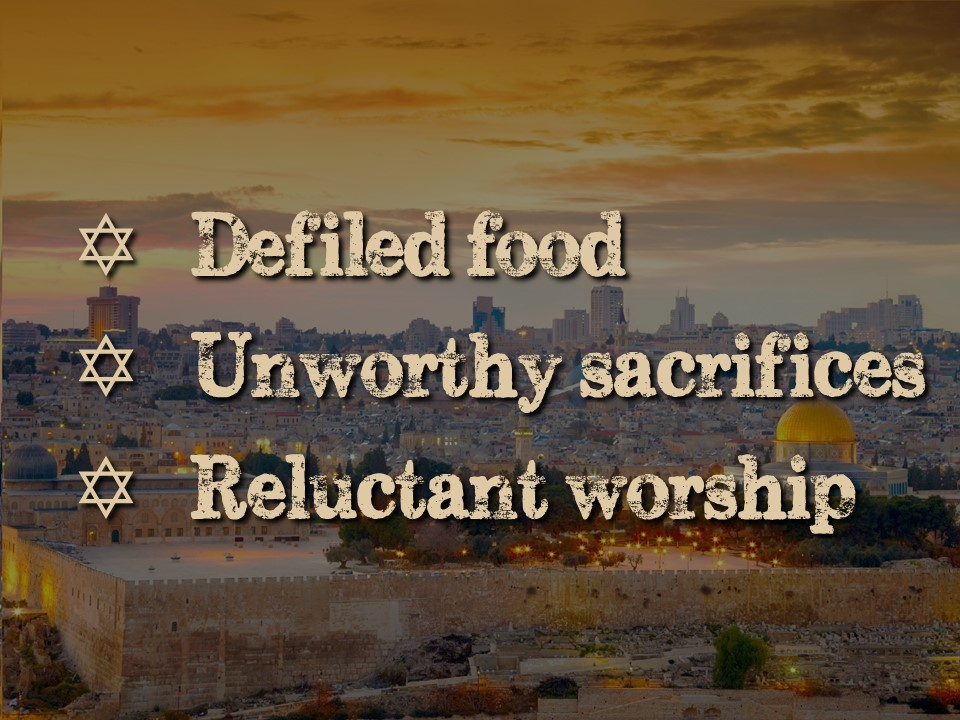 ✡ Defiled food
✡ Unworthy sacrifices
✡ Reluctant worship